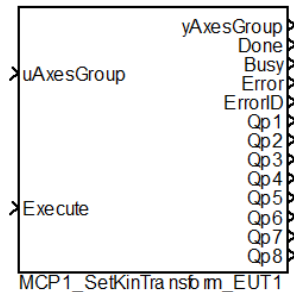 yAxesGroup
Done
Busy
uAxesGroup
Error
ErrorID
Qp1
Qp2
Qp3
Qp4
Execute
Qp5
Qp6
Qp7
Qp8
MCP1_SetKinTransform_EUT1